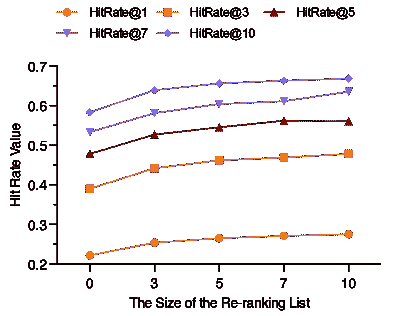 HitRate@1 HitRate@3 HitRate@5
HitRate@7 HitRate@10
0.7
0.6
0.5
0.4
0.3
0.2
Hit Rate Value
0 3 5 7 10
The Size of the Re-ranking List